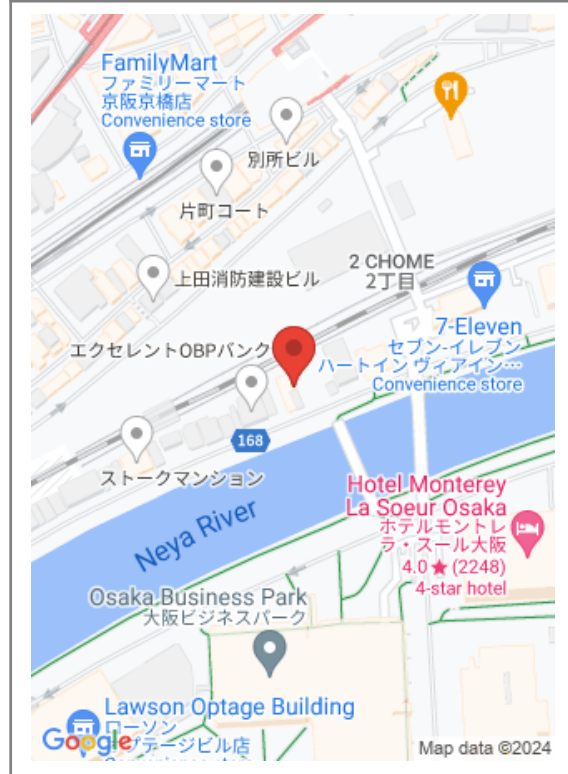 FamilyMart
ファミリーマート
京阪京橋店
Convenience store
別所ビル
片町コート
上田消防建設ビル
2 CHOME
2丁目
7-Eleven
セブン-イレブン
ハートイン ヴィアイン…
Convenience store
エクセレントOBPバンク
168
ストークマンション
Neya River
Hotel Monterey
La Soeur Osaka
ホテルモントレ
ラ・スール大阪
4.0★(2248)
4-star hotel
Osaka Business Park
大阪ビジネスパーク
Lawson Optage Building
ローソン
プテージビル店
Convenience store
Google
Map data ©2024